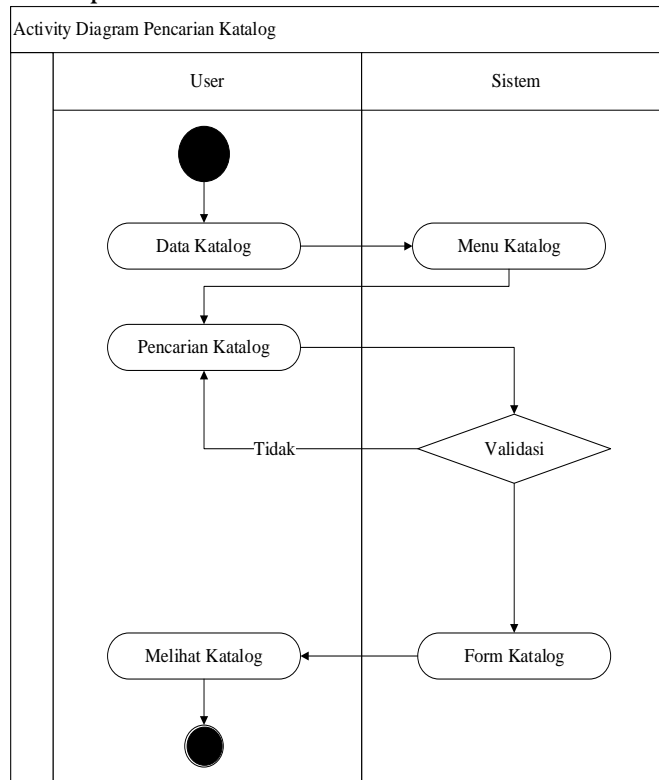 Activity Diagram Pencarian Katalog
User
Sistem
Data Katalog
Menu Katalog
Pencarian Katalog
Validasi
Tidak
Melihat Katalog
Form Katalog